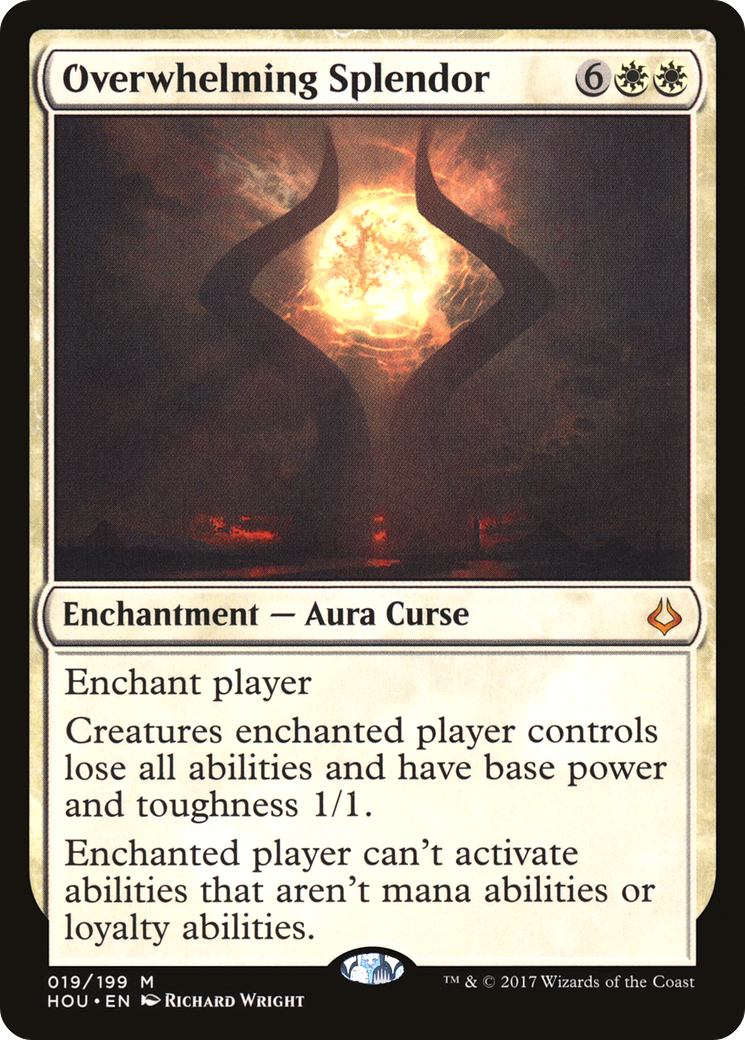 Overwhelming Splendor 6
Enchantment — Aura Curse
Enchant player
Creatures enchanted player controls
lose all abilities and have base power
and toughness 1/1.
Enchanted player can't activate
abilities that aren't mana abilities or
loyalty abilities.
019/199 M
HOU • EN Richard Wright
™ & © 2017 Wizards of the Coast